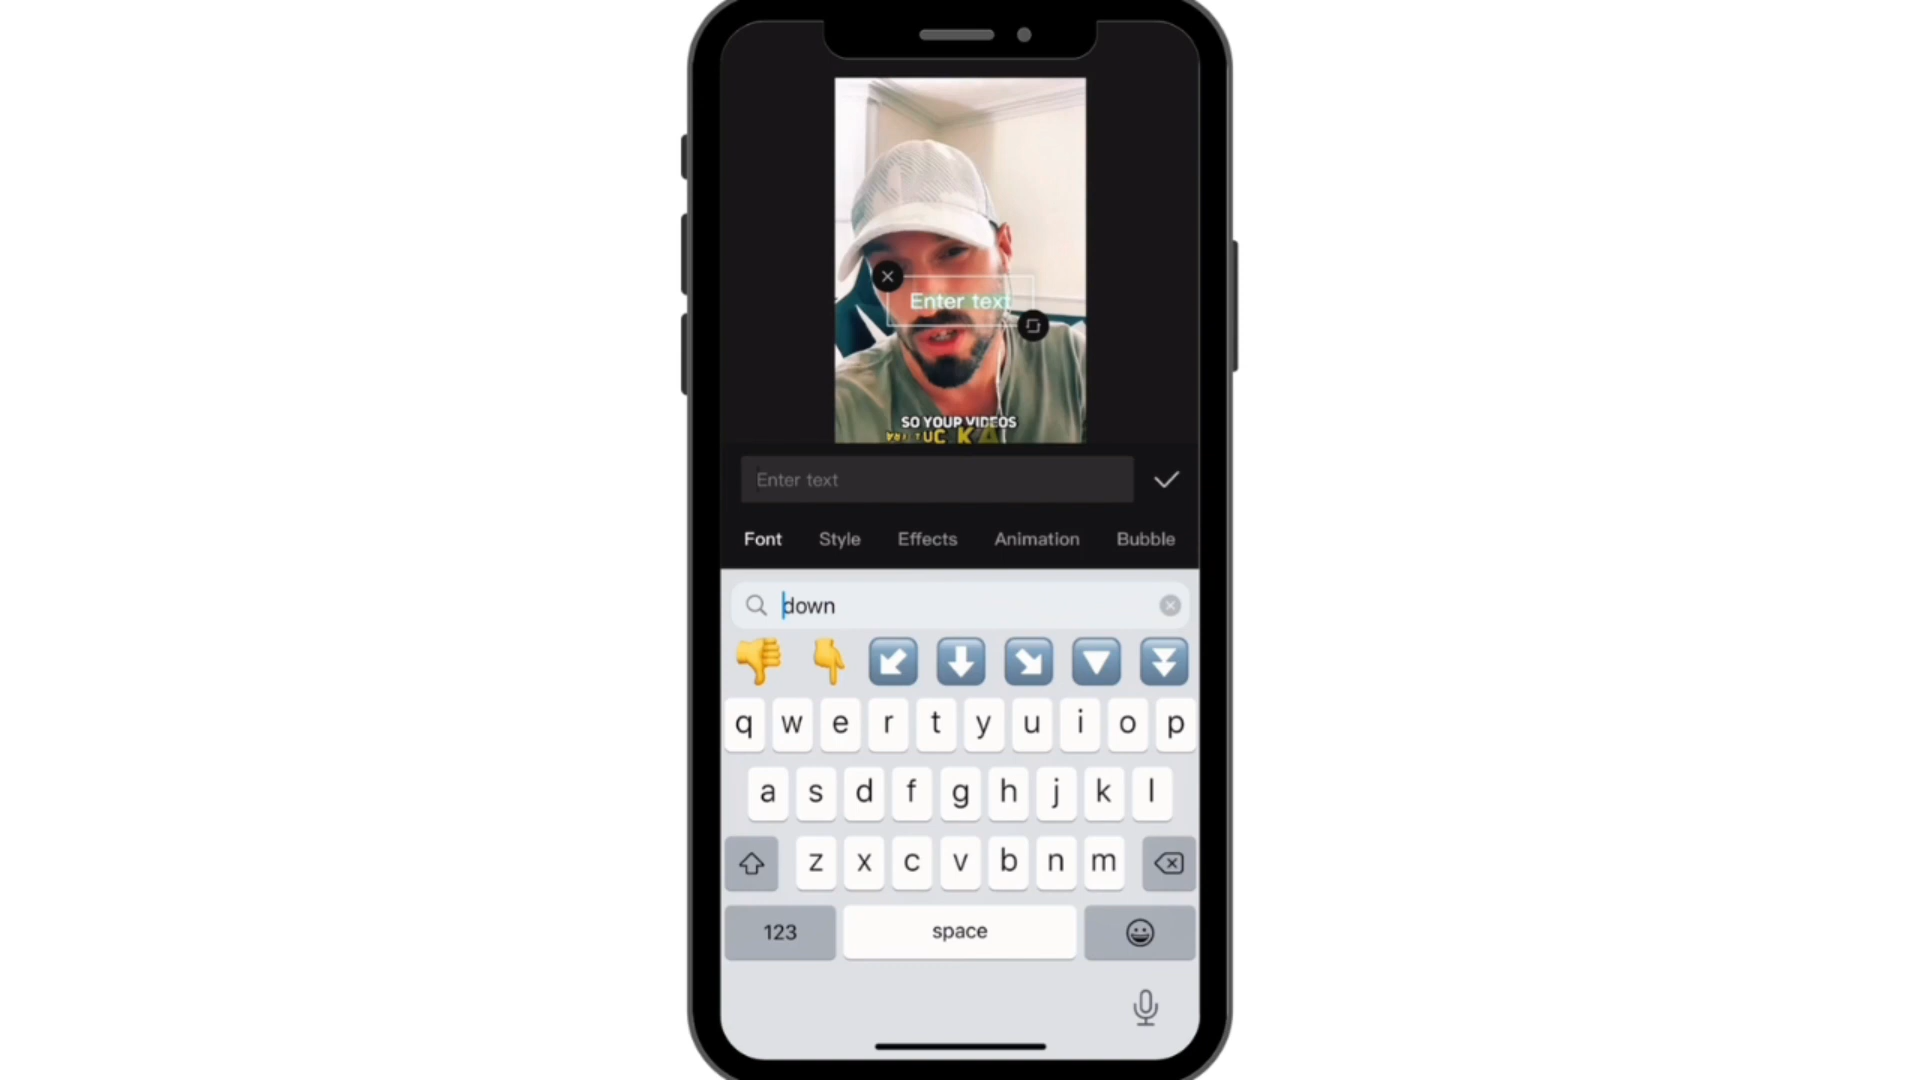 Enter text
SO YOUR VIDEOS
Enter text
Font Style Effects Animation Bubble
down
q w e r t y u i o p
a s d f g h j k l
z x c v b n m
123 space